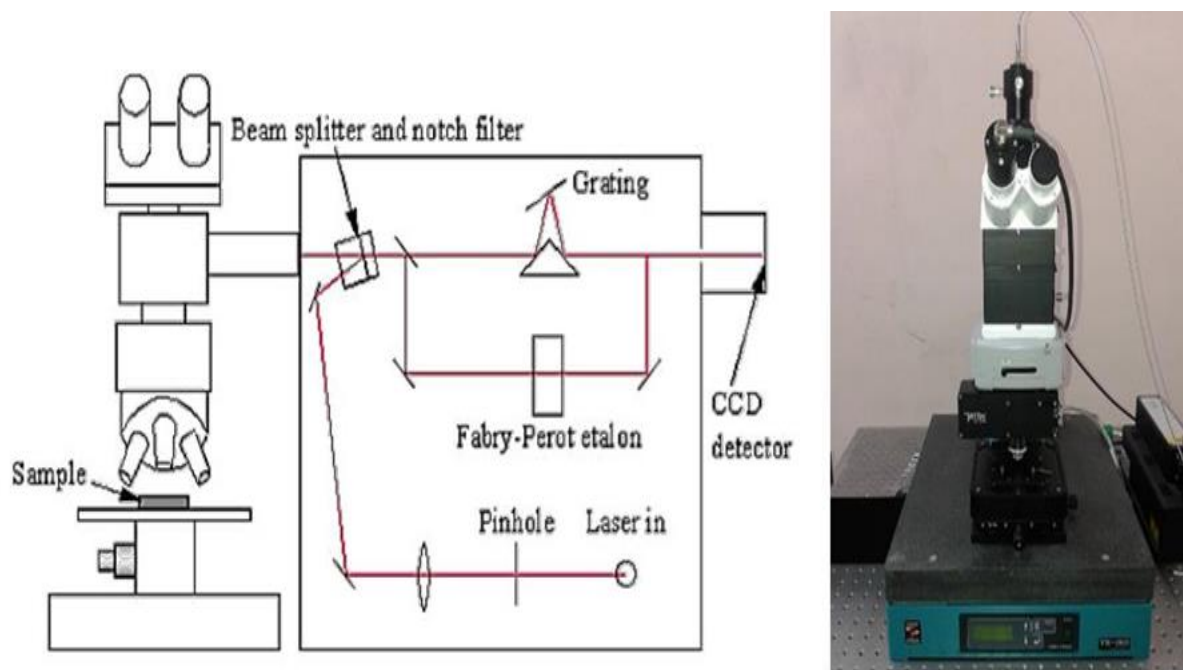 Beam splitter and notch filter
Grating
CCD
detector
Fabry-Perot etalon
Sample
Pinhole
Laser in